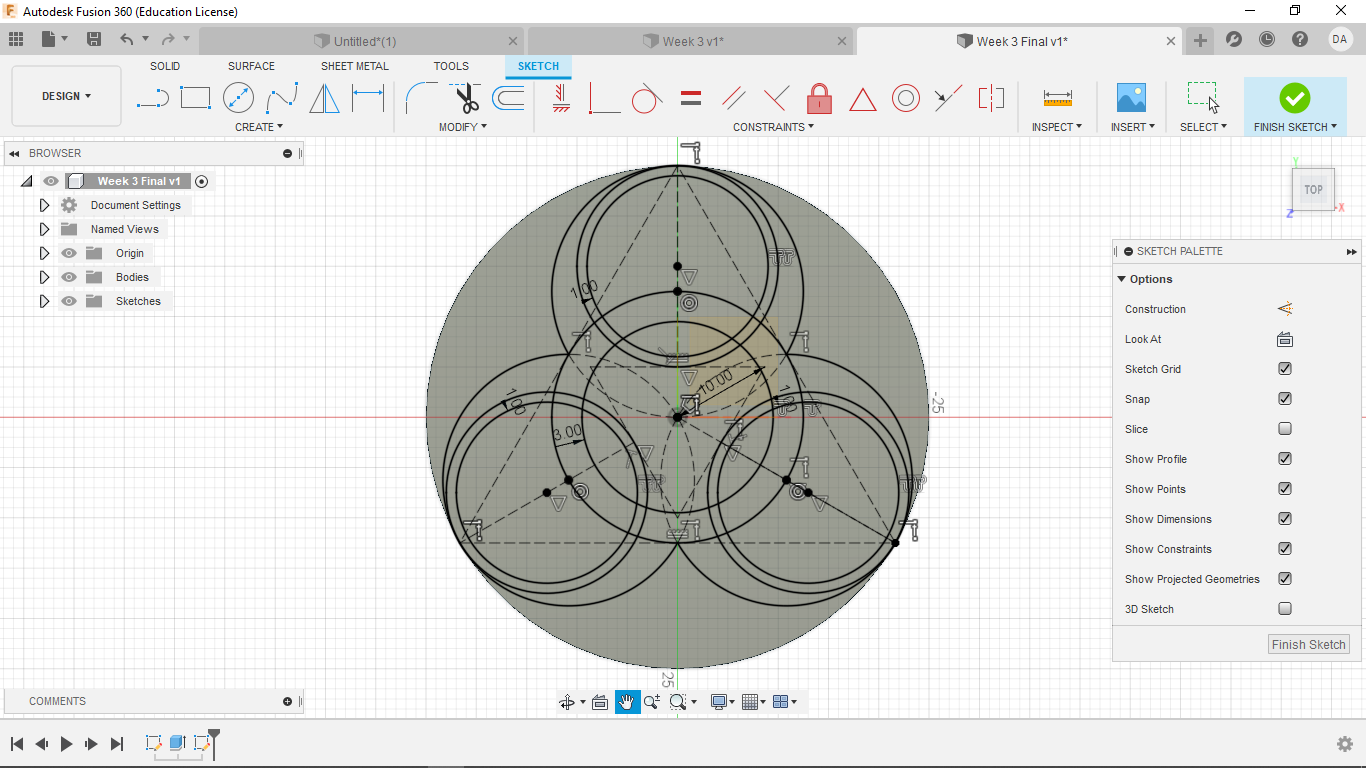 Autodesk Fusion 360 (Education License)
Untitled*(1)
Week 3 v1*
Week 3 Final v1*
DA
DESIGN
SOLID
SURFACE
SHEET METAL
TOOLS
SKETCH
CREATE
MODIFY
CONSTRAINTS
INSPECT
INSERT
SELECT
FINISH SKETCH
BROWSER
Week 3 Final v1
Document Settings
Named Views
Origin
Bodies
Sketches
Y
TOP
X
Z
1.00
10.00
1.00
1.00
3.00
-25
25
SKETCH PALETTE
Options
Construction
Look At
Sketch Grid
Snap
Slice
Show Profile
Show Points
Show Dimensions
Show Constraints
Show Projected Geometries
3D Sketch
Finish Sketch
COMMENTS